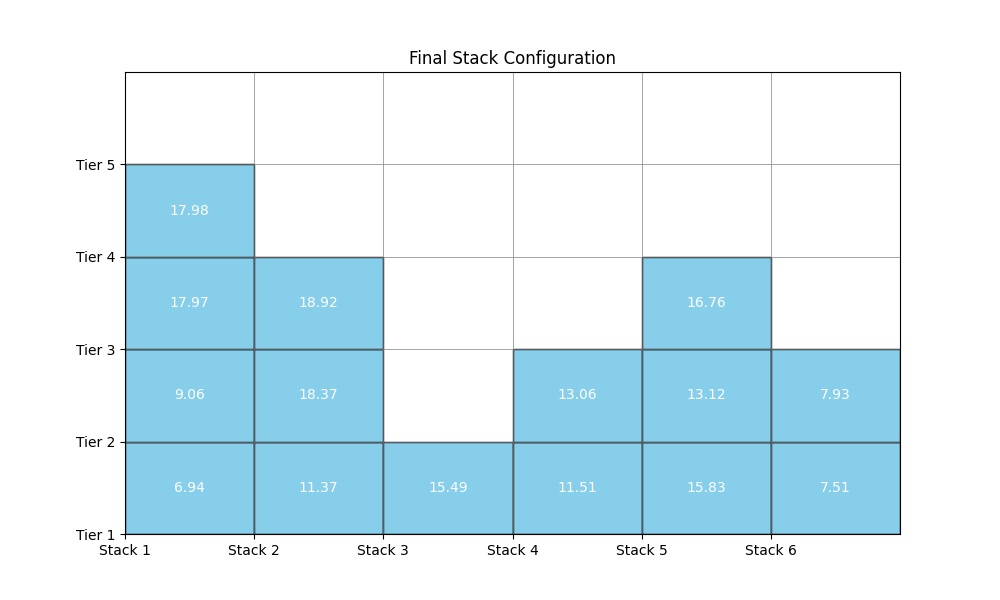 Final Stack Configuration
Tier 5
17.98
Tier 4
17.97 18.92 16.76
Tier 3
9.06 18.37 13.06 13.12 7.93
Tier 2
6.94 11.37 15.49 11.51 15.83 7.51
Tier 1
Stack 1 Stack 2 Stack 3 Stack 4 Stack 5 Stack 6